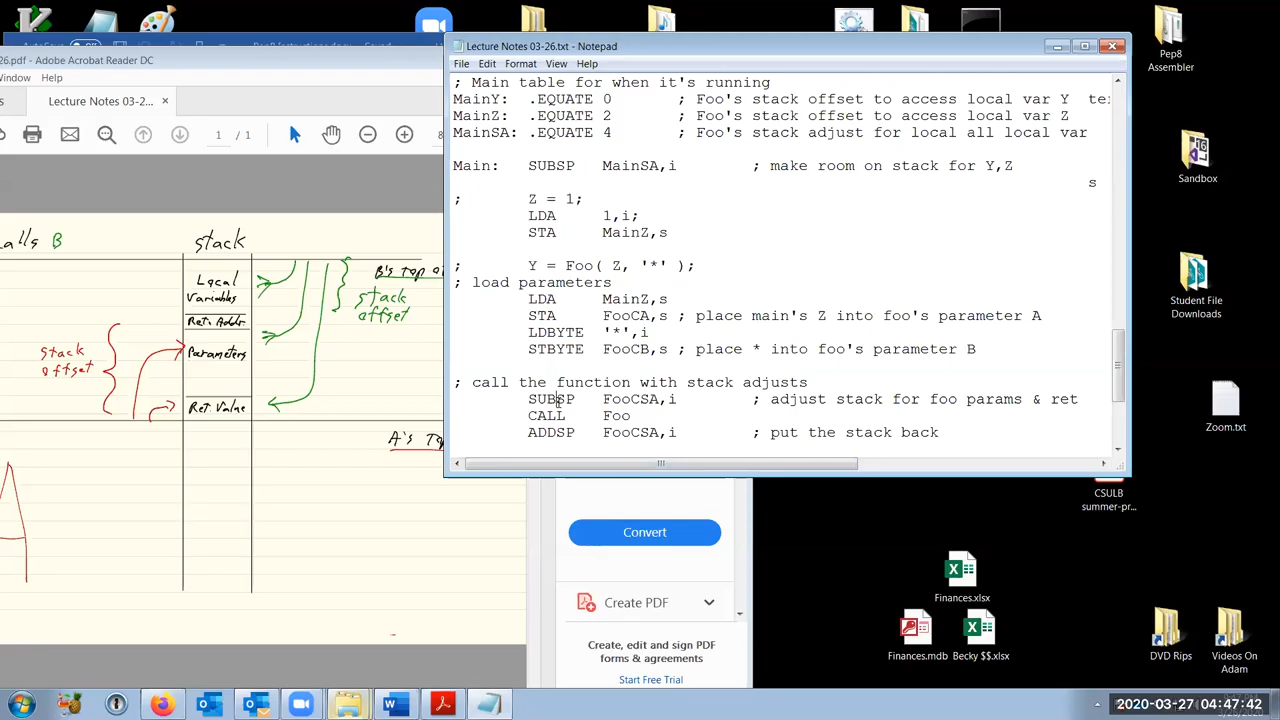 Pep8
Assembler
26.pdf - Adobe Acrobat Reader DC
Window Help
Lecture Notes 03-2... ×
1 / 1
alls B
stack
Local
Variables
Ret. Addr.
Parameters
Ret. Value
stack
offset
stack
offset
Lecture Notes 03-26.txt - Notepad
File Edit Format View Help
; Main table for when it's running
MainY: .EQUATE 0 ; Foo's stack offset to access local var Y
MainZ: .EQUATE 2 ; Foo's stack offset to access local var Z
MainSA: .EQUATE 4 ; Foo's stack adjust for local all local var
Main: SUBSP MainSA,i ; make room on stack for Y,Z
s
; Z = 1;
LDA 1,i;
STA MainZ,s
; Y = Foo( Z, '*' );
; load parameters
LDA MainZ,s
STA FooCA,s ; place main's Z into foo's parameter A
LDBYTE '*',i
STBYTE FooCB,s ; place * into foo's parameter B
; call the function with stack adjusts
SUBSP FooCSA,i ; adjust stack for foo params & ret
CALL Foo
ADDSP FooCSA,i ; put the stack back
Convert
Create PDF
Create, edit and sign PDF
forms & agreements
Start Free Trial
Sandbox
Student File
Downloads
Zoom.txt
CSULB
summer-pr...
Finances.xlsx
Finances.mdb
Becky $$.xlsx
DVD Rips
Videos On
Adam
2020-03-27 04:47:42